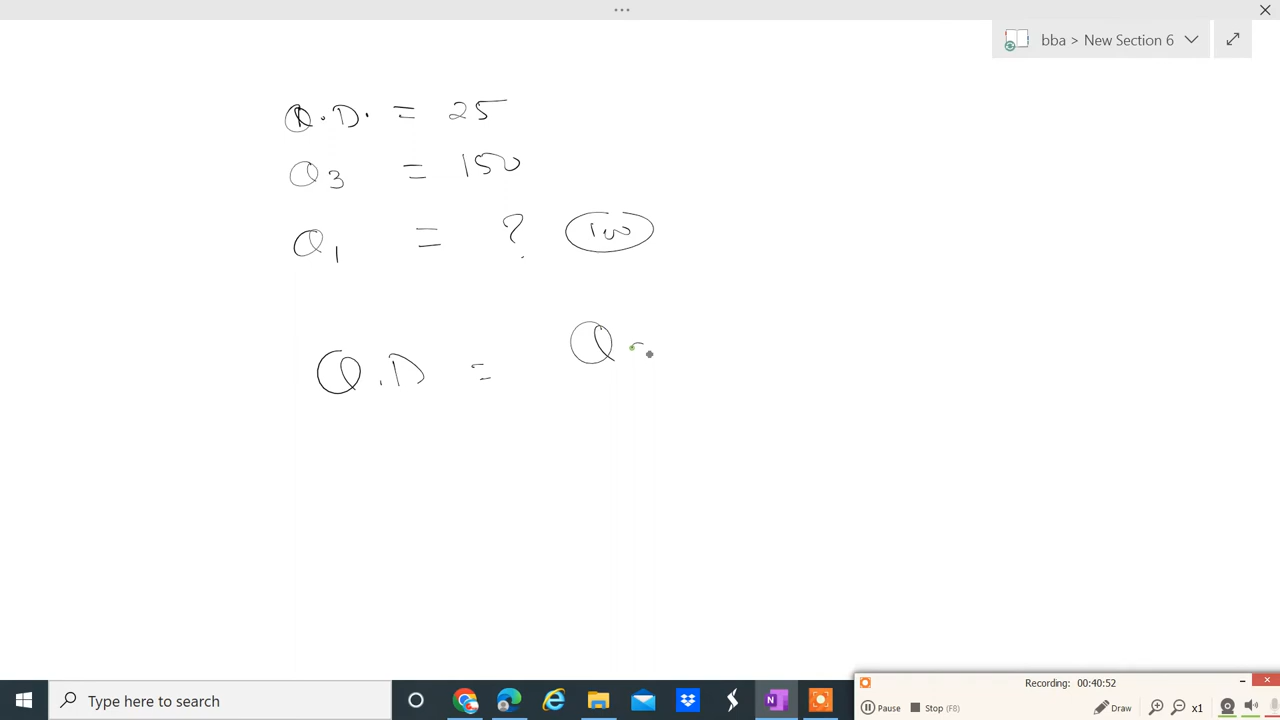 bba > New Section 6
Q.D. = 25
Q3 = 150
Q1 = ? 100
Q.D = Q
Type here to search
Recording: 00:40:52
Pause Stop (F8) Draw x1